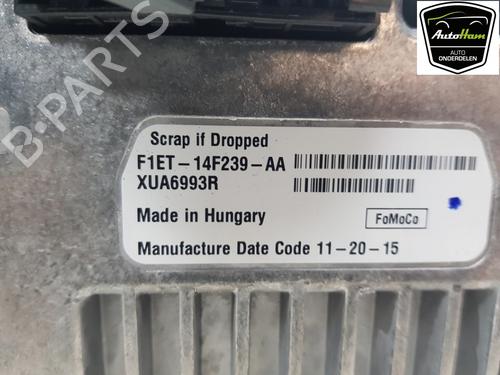 AutoHam
AUTO
ONDERDELEN
B-PARTS
Scrap if Dropped
F1ET-14F239-AA
XUA6993R
Made in Hungary
FoMoCo
Manufacture Date Code 11-20-15